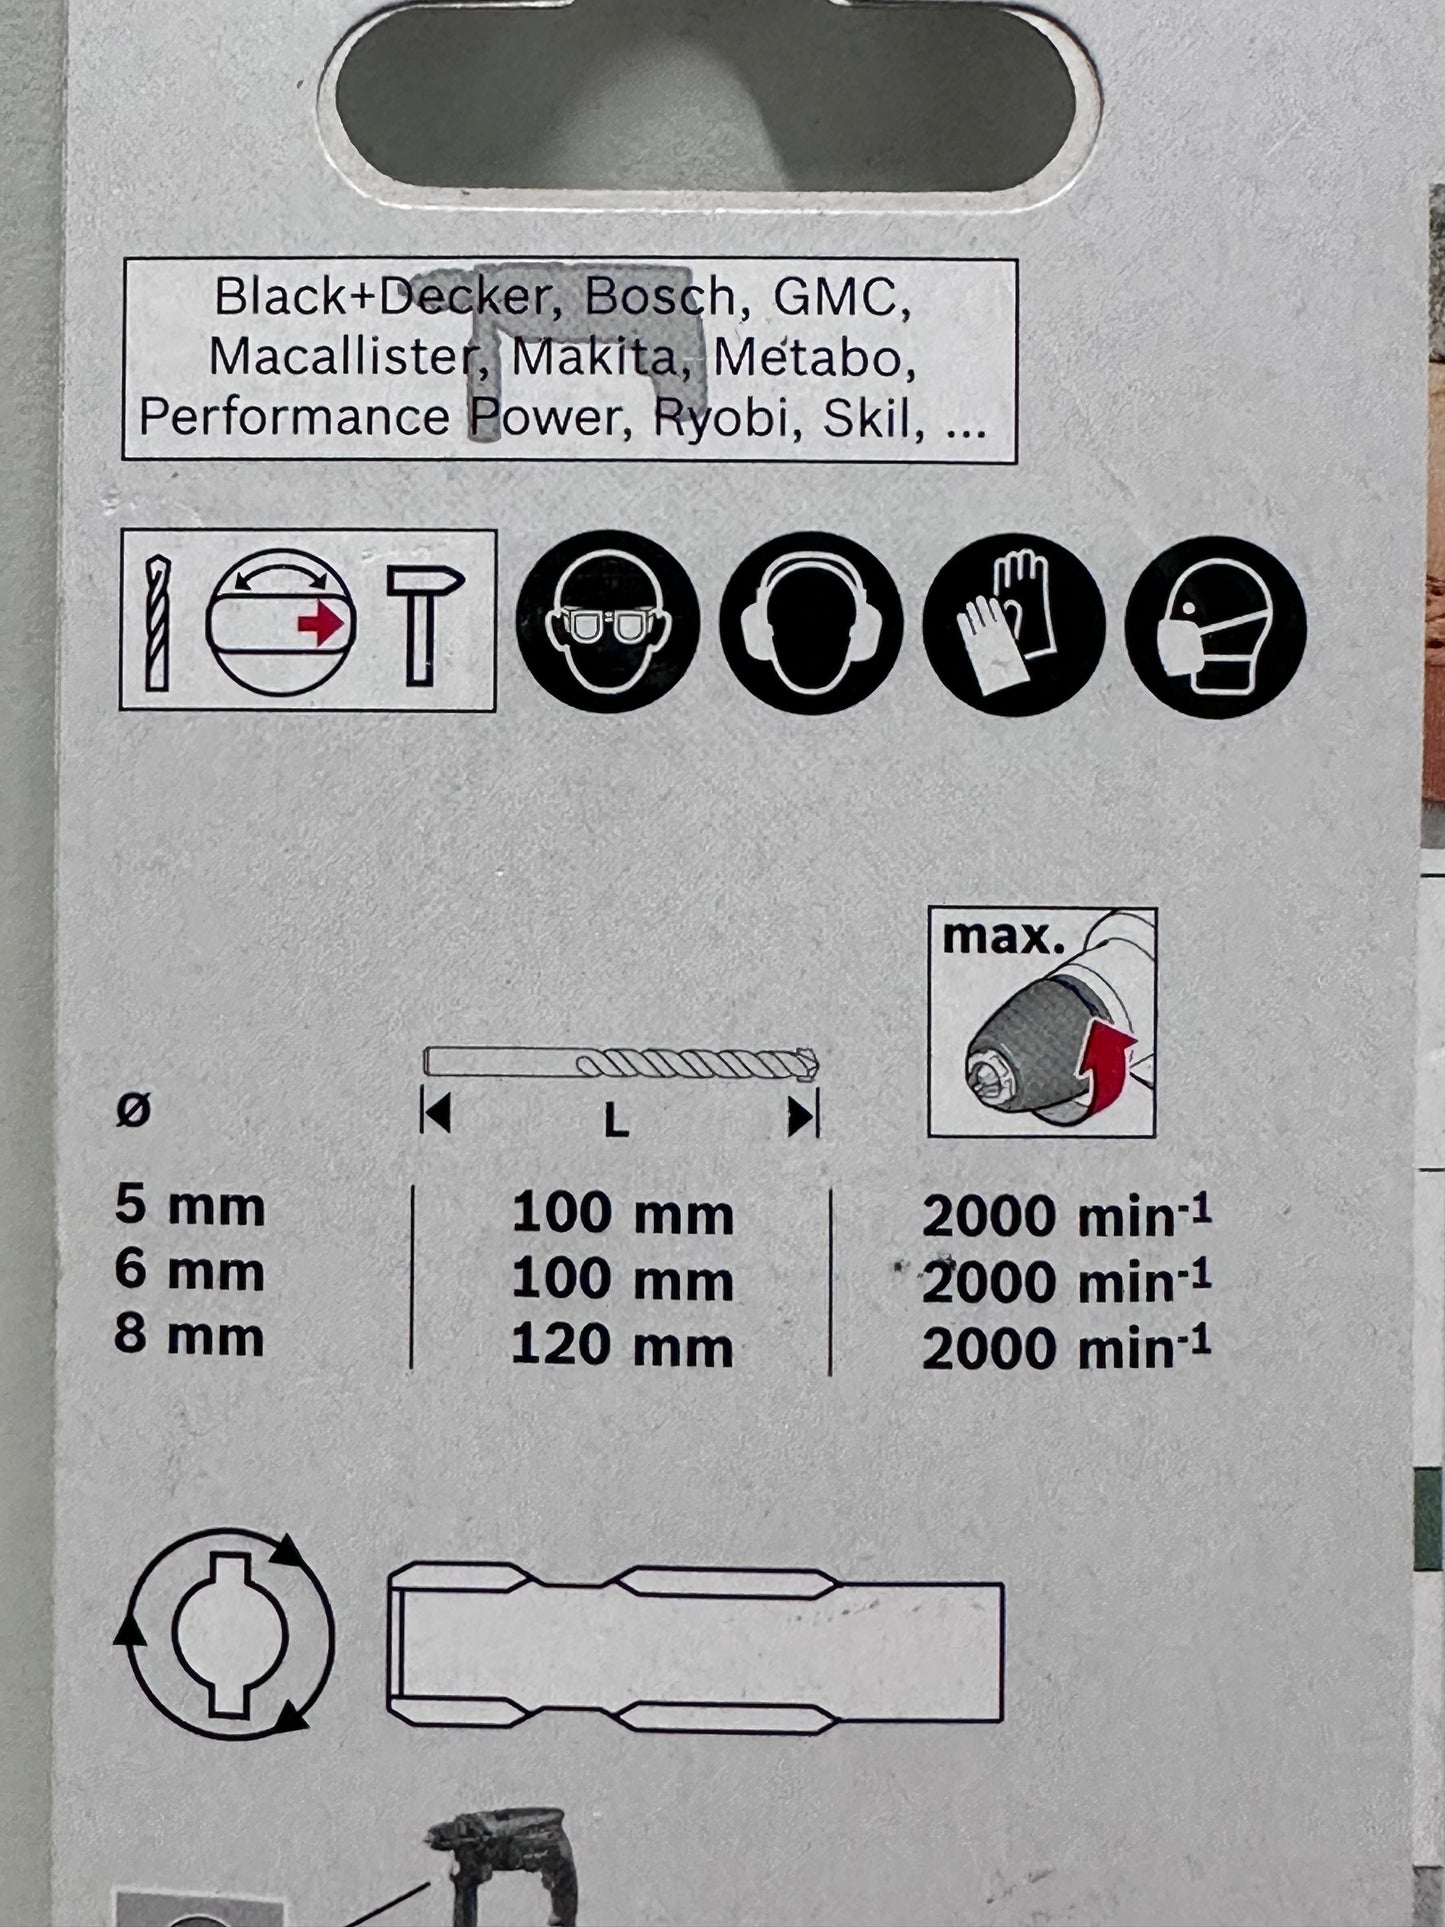 Black+Decker, Bosch, GMC,
Macallister, Makita, Metabo,
Performance Power, Ryobi, Skil, ...
max.
ø
L
5 mm 100 mm 2000 min⁻¹
6 mm 100 mm 2000 min⁻¹
8 mm 120 mm 2000 min⁻¹